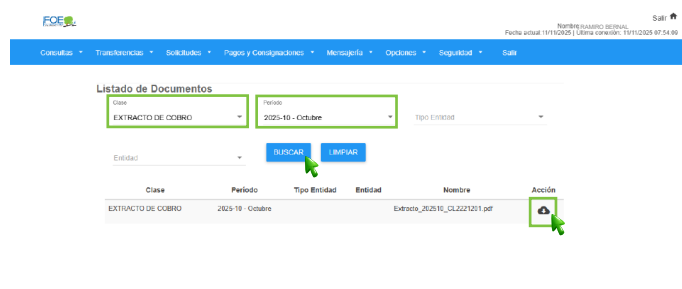 FOE
Salir
Nombre RAMIRO BERNAL
Fecha actual 11/11/2025 | Última conexión: 11/11/2025 07:54:09
Consultas Transferencias Solicitudes Pagos y Consignaciones Mensajería Opciones Seguridad Salir
Listado de Documentos
Clase Periodo
EXTRACTO DE COBRO 2025-10 - Octubre Tipo Entidad
Entidad BUSCAR LIMPIAR
Clase Periodo Tipo Entidad Entidad Nombre Acción
EXTRACTO DE COBRO 2025-10 - Octubre Extracto_202510_CL2221201.pdf